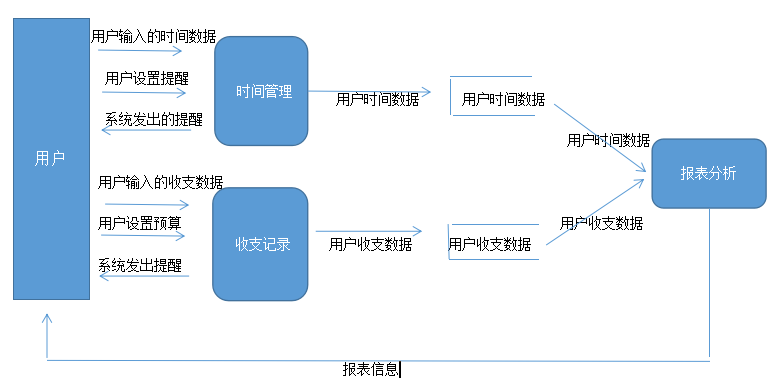 用户输入的时间数据
用户设置提醒
系统发出的提醒
用户
用户输入的收支数据
用户设置预算
系统发出提醒
时间管理
收支记录
用户时间数据
用户时间数据
用户时间数据
用户收支数据
用户收支数据
用户收支数据
报表分析
报表信息